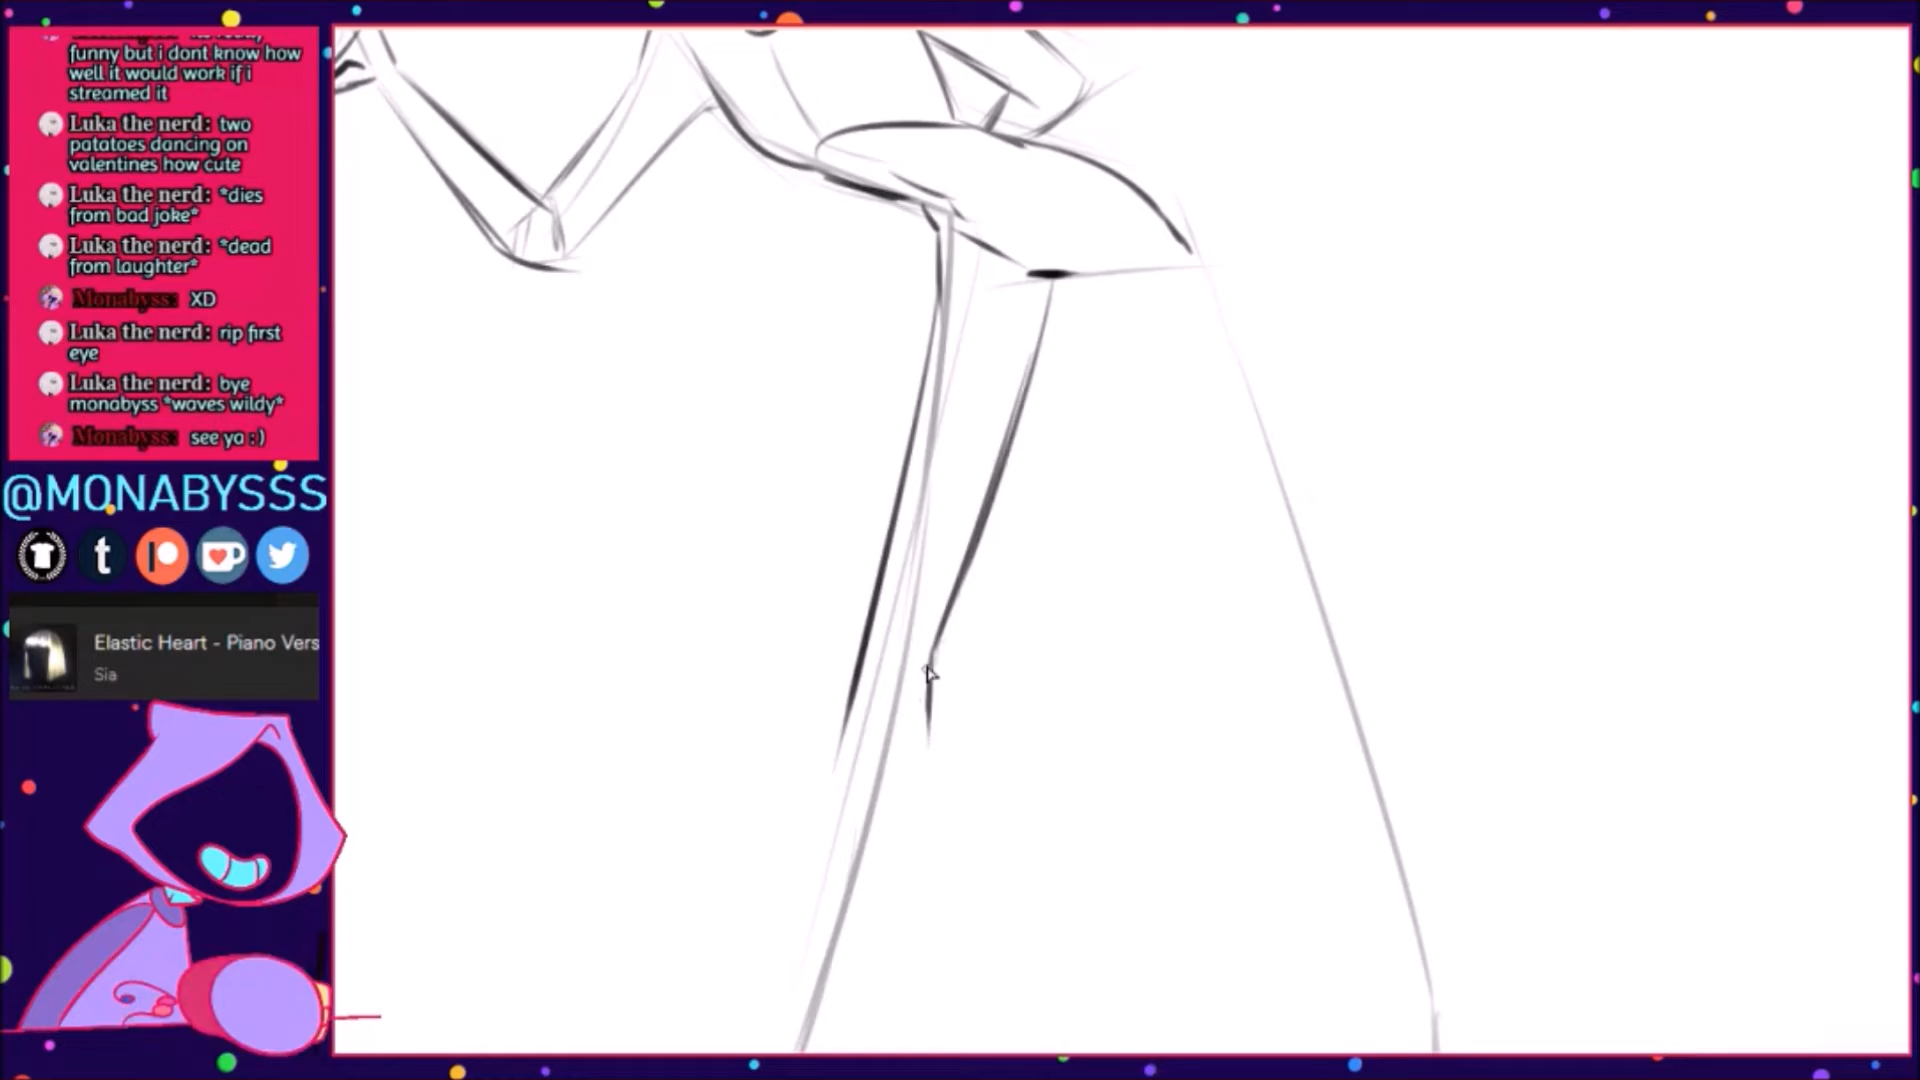 funny but i dont know how
well it would work if i
streamed it
Luka the nerd: two
patatoes dancing on
valentines how cute
Luka the nerd: *dies
from bad joke*
Luka the nerd: *dead
from laughter*
Monabyss: XD
Luka the nerd: rip first
eye
Luka the nerd: bye
monabyss *waves wildy*
Monabyss: see ya :)
@MONABYSSS
t
Elastic Heart - Piano Vers
Sia